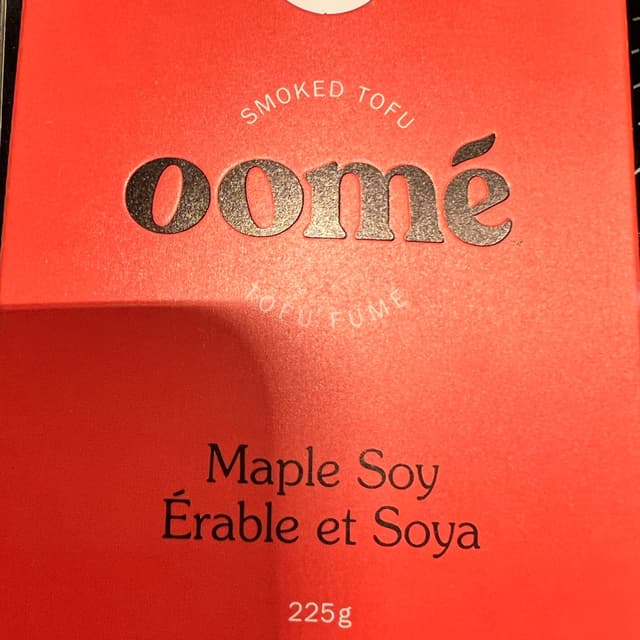 SMOKED TOFU
oomé
TOFU FUMÉ
Maple Soy
Érable et Soya
225g